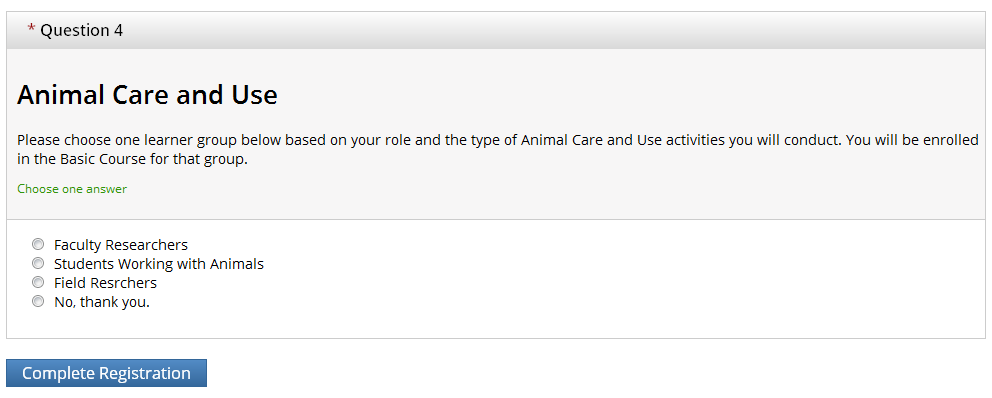 * Question 4
Animal Care and Use
Please choose one learner group below based on your role and the type of Animal Care and Use activities you will conduct. You will be enrolled
in the Basic Course for that group.
Choose one answer
Faculty Researchers
Students Working with Animals
Field Resrchers
No, thank you.
Complete Registration